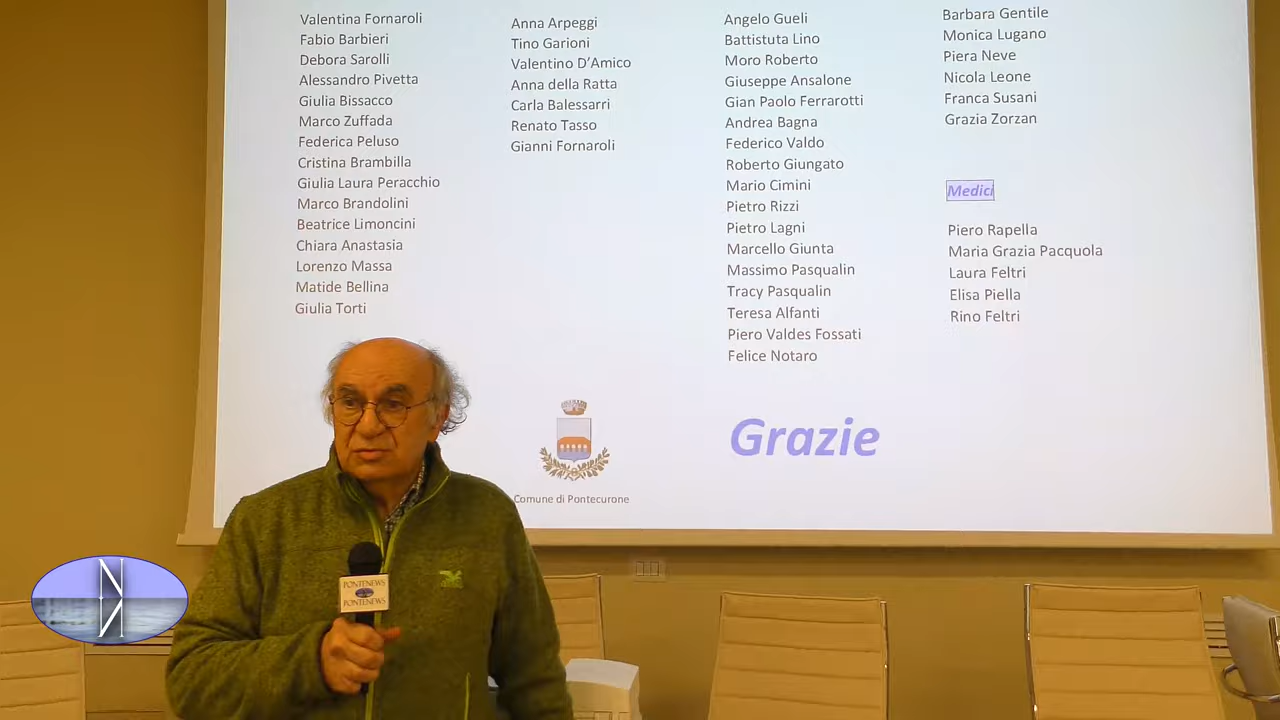 Valentina Fornaroli
Fabio Barbieri
Debora Sarolli
Alessandro Pivetta
Giulia Bissacco
Marco Zuffada
Federica Peluso
Cristina Brambilla
Giulia Laura Peracchio
Marco Brandolini
Beatrice Limoncini
Chiara Anastasia
Lorenzo Massa
Matide Bellina
Giulia Torti
Anna Arpeggi
Tino Garioni
Valentino D'Amico
Anna della Ratta
Carla Balessarri
Renato Tasso
Gianni Fornaroli
Angelo Gueli
Battistuta Lino
Moro Roberto
Giuseppe Ansalone
Gian Paolo Ferrarotti
Andrea Bagna
Federico Valdo
Roberto Giungato
Mario Cimini
Pietro Rizzi
Pietro Lagni
Marcello Giunta
Massimo Pasqualin
Tracy Pasqualin
Teresa Alfanti
Piero Valdes Fossati
Felice Notaro
Barbara Gentile
Monica Lugano
Piera Neve
Nicola Leone
Franca Susani
Grazia Zorzan
Medici
Piero Rapella
Maria Grazia Pacquola
Laura Feltri
Elisa Piella
Rino Feltri
Grazie
Comune di Pontecurone
PONTENEWS
PONTENEWS